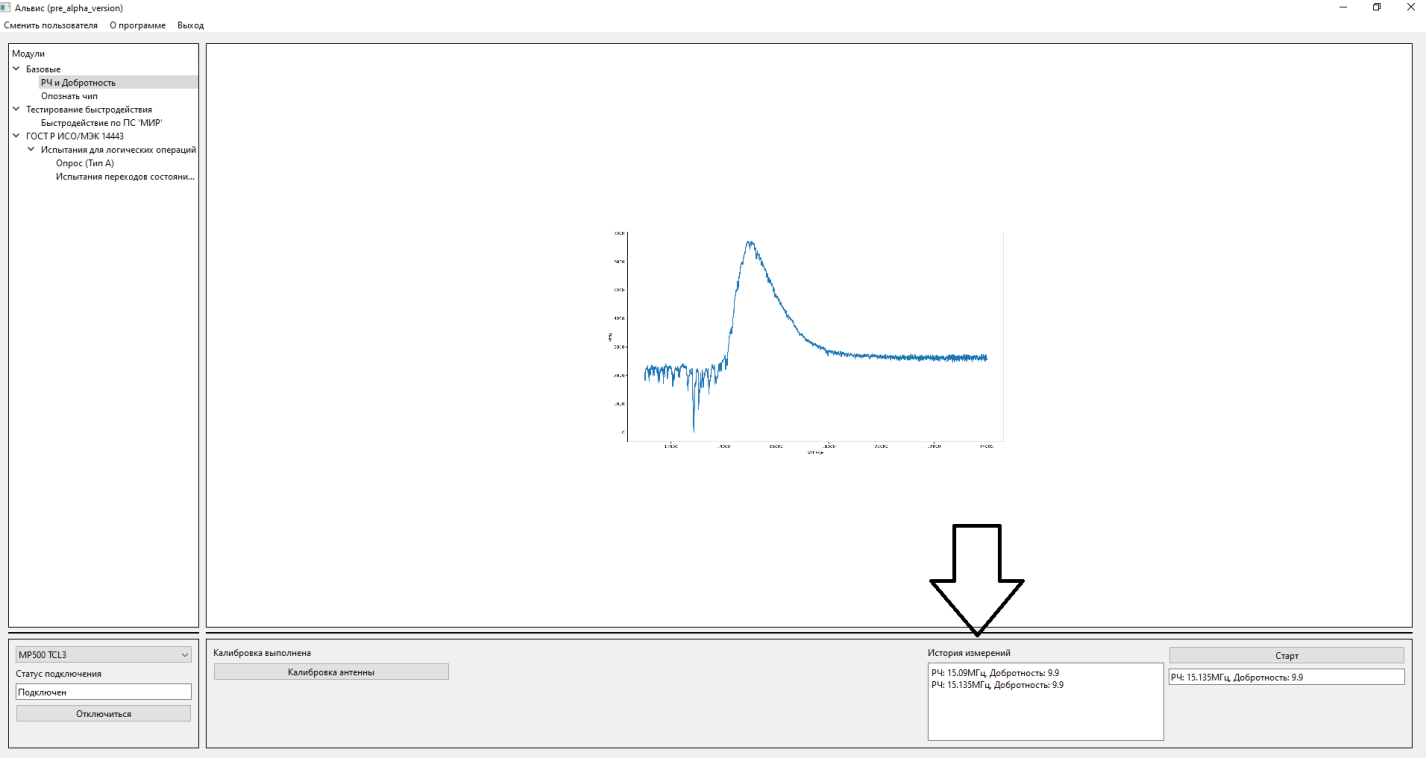 Альвис (pre_alpha_version)
Сменить пользователя О программе Выход
Модули
Базовые
РЧ и Добротность
Опознать чип
Тестирование быстродействия
Быстродействие по ПС 'МИР'
ГОСТ Р ИСО/МЭК 14443
Испытания для логических операций
Опрос (Тип А)
Испытания переходов состояни...
MP500 TCL3
Статус подключения
Подключен
Отключиться
Калибровка выполнена
Калибровка антенны
История измерений
РЧ: 15.09МГц, Добротность: 9.9
РЧ: 15.135МГц, Добротность: 9.9
Старт
РЧ: 15.135МГц, Добротность: 9.9